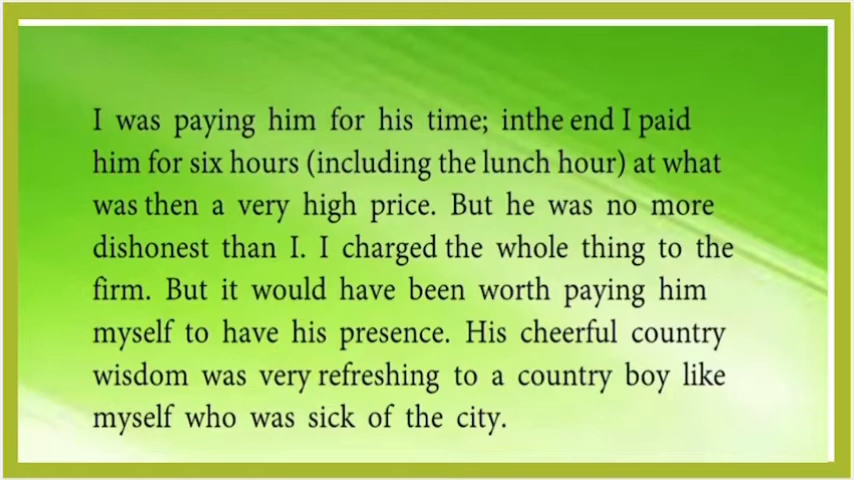 I was paying him for his time; inthe end I paid
him for six hours (including the lunch hour) at what
was then a very high price. But he was no more
dishonest than I. I charged the whole thing to the
firm. But it would have been worth paying him
myself to have his presence. His cheerful country
wisdom was very refreshing to a country boy like
myself who was sick of the city.